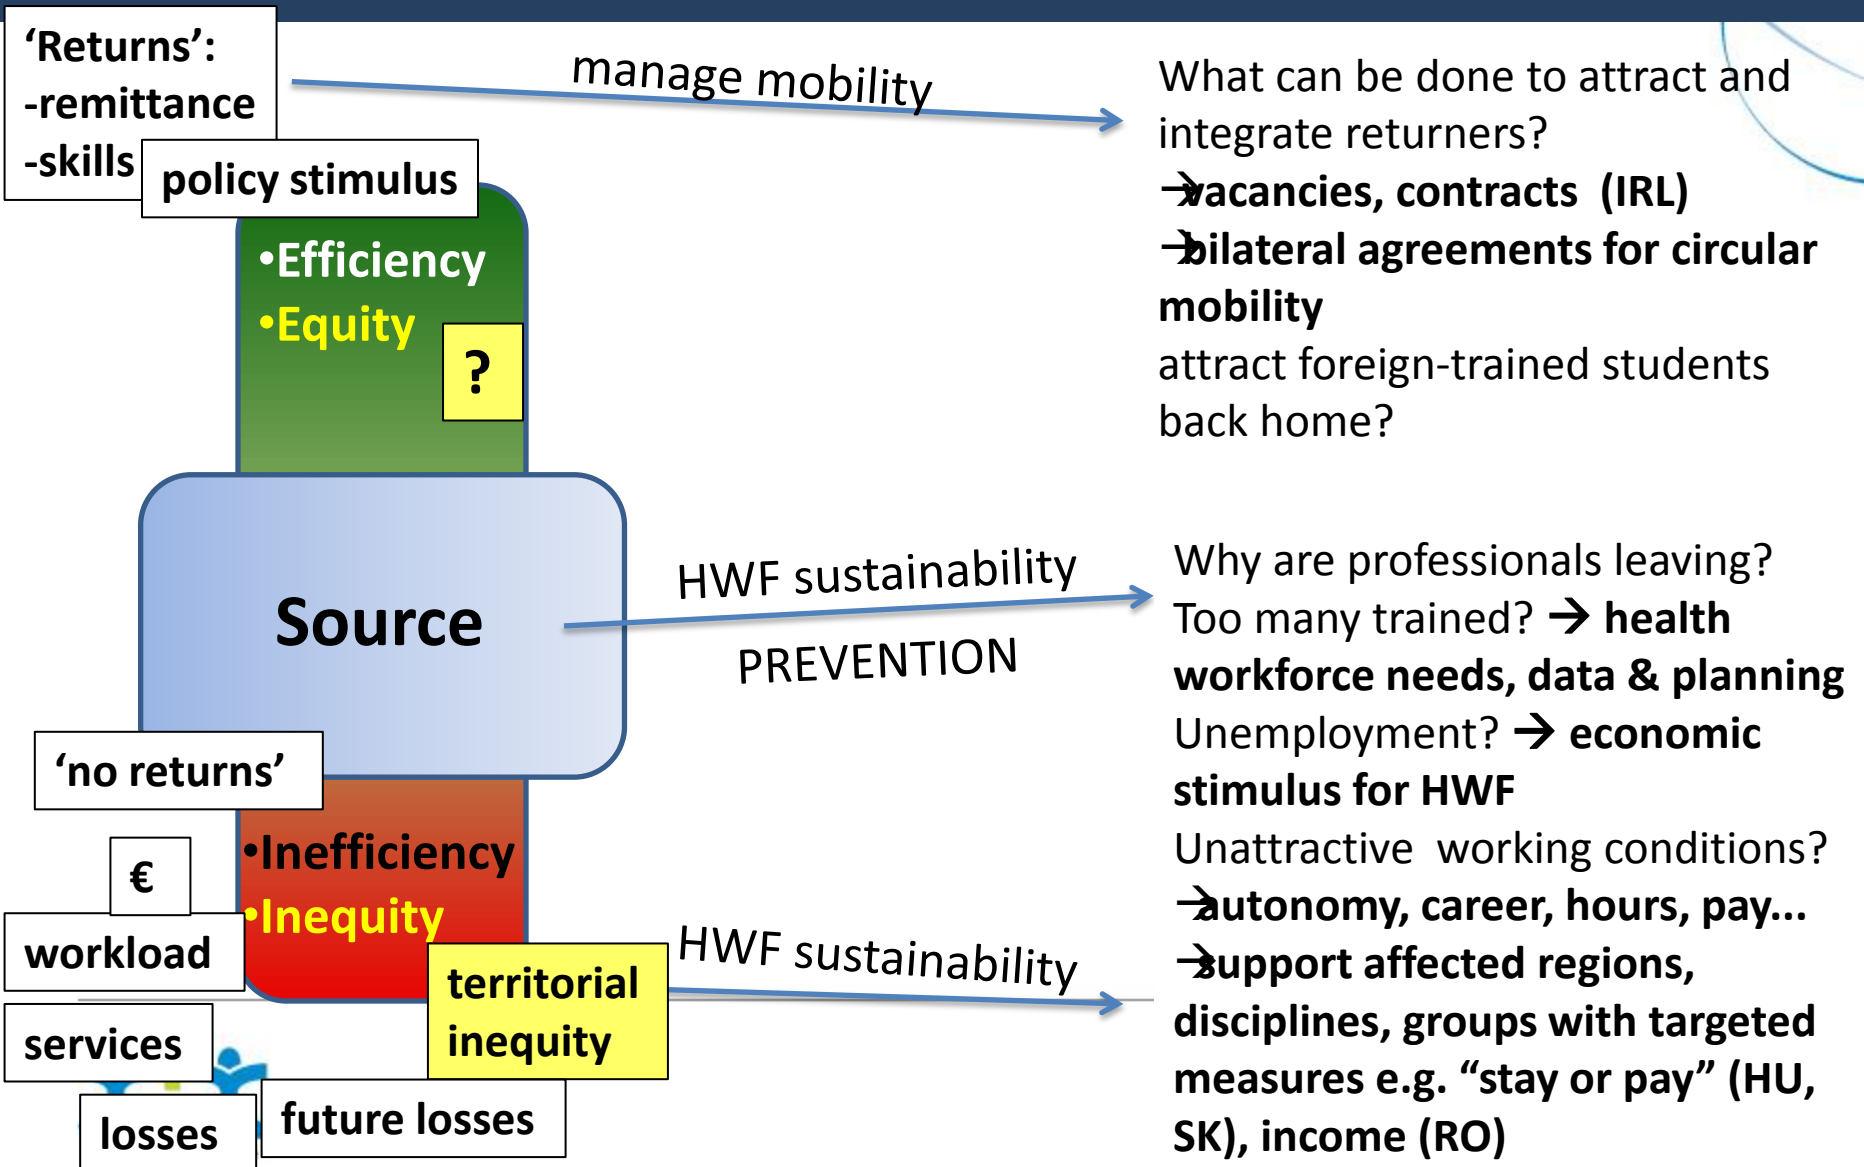 ‘Returns’:
-remittance
-skills
policy stimulus
•Efficiency
•Equity
?
Source
‘no returns’
•Inefficiency
•Inequity
€
workload
services
losses
future losses
territorial
inequity
manage mobility
What can be done to attract and
integrate returners?
→vacancies, contracts (IRL)
→bilateral agreements for circular
mobility
attract foreign-trained students
back home?
HWF sustainability
PREVENTION
Why are professionals leaving?
Too many trained? → health
workforce needs, data & planning
Unemployment? → economic
stimulus for HWF
Unattractive working conditions?
→autonomy, career, hours, pay...
HWF sustainability
→support affected regions,
disciplines, groups with targeted
measures e.g. “stay or pay” (HU,
SK), income (RO)